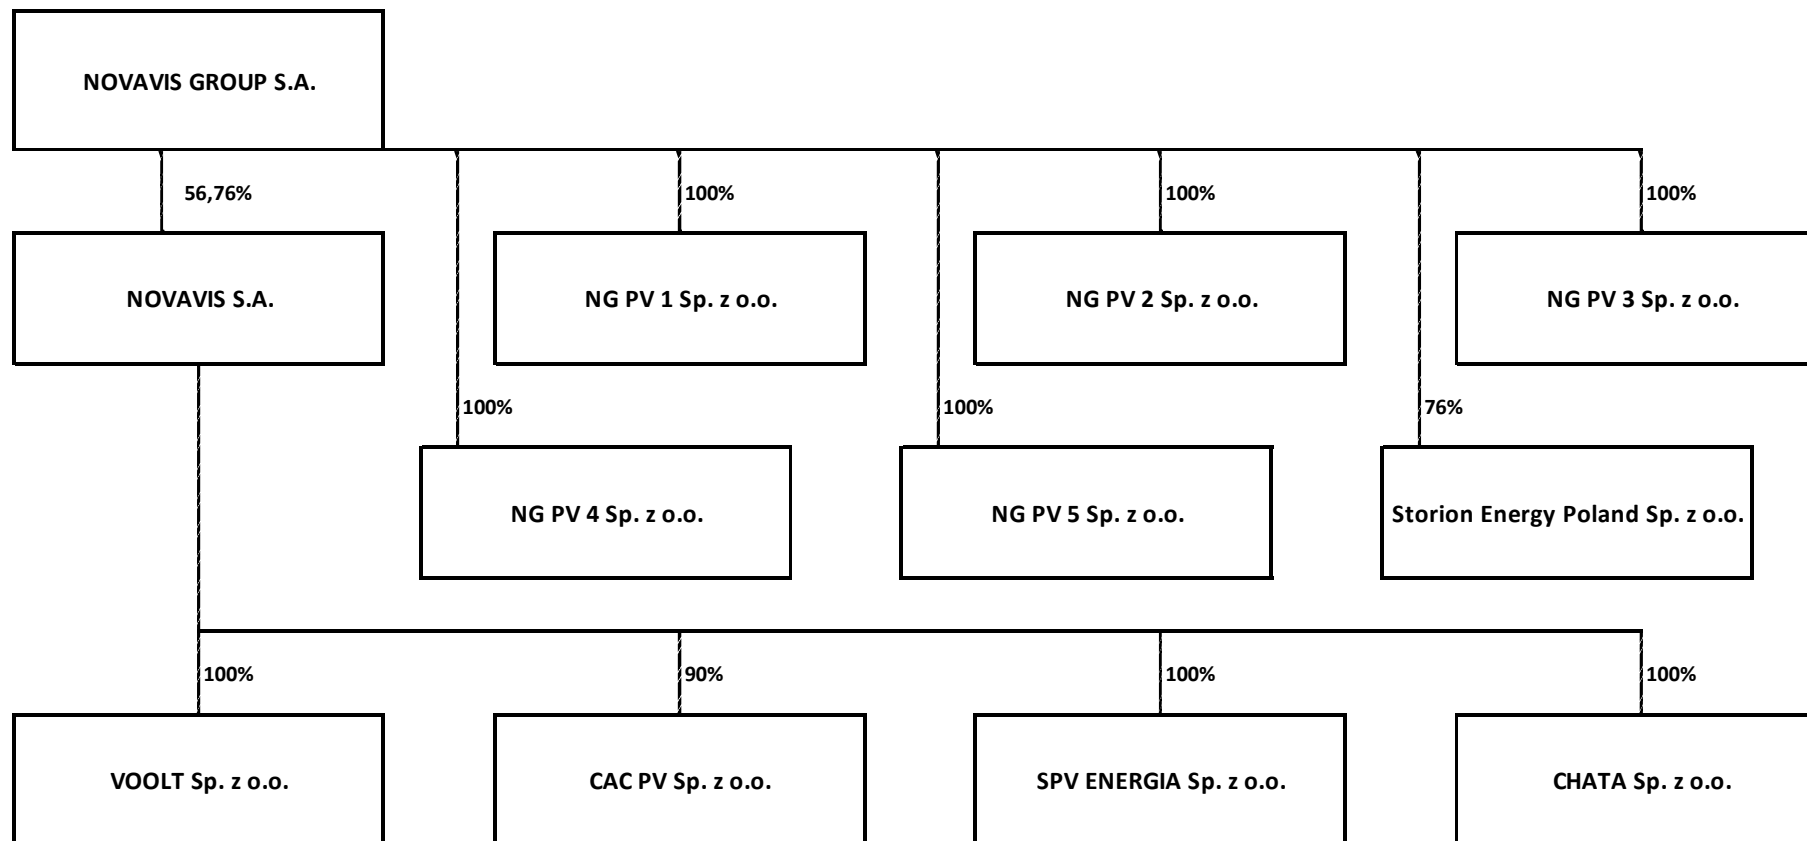 NOVAVIS GROUP S.A.
56,76%
100%
100%
100%
NOVAVIS S.A.
NG PV 1 Sp. z o.o.
NG PV 2 Sp. z o.o.
NG PV 3 Sp. z o.o.
100%
100%
76%
NG PV 4 Sp. z o.o.
NG PV 5 Sp. z o.o.
Storion Energy Poland Sp. z o.o.
100%
90%
100%
100%
VOOLT Sp. z o.o.
CAC PV Sp. z o.o.
SPV ENERGIA Sp. z o.o.
CHATA Sp. z o.o.